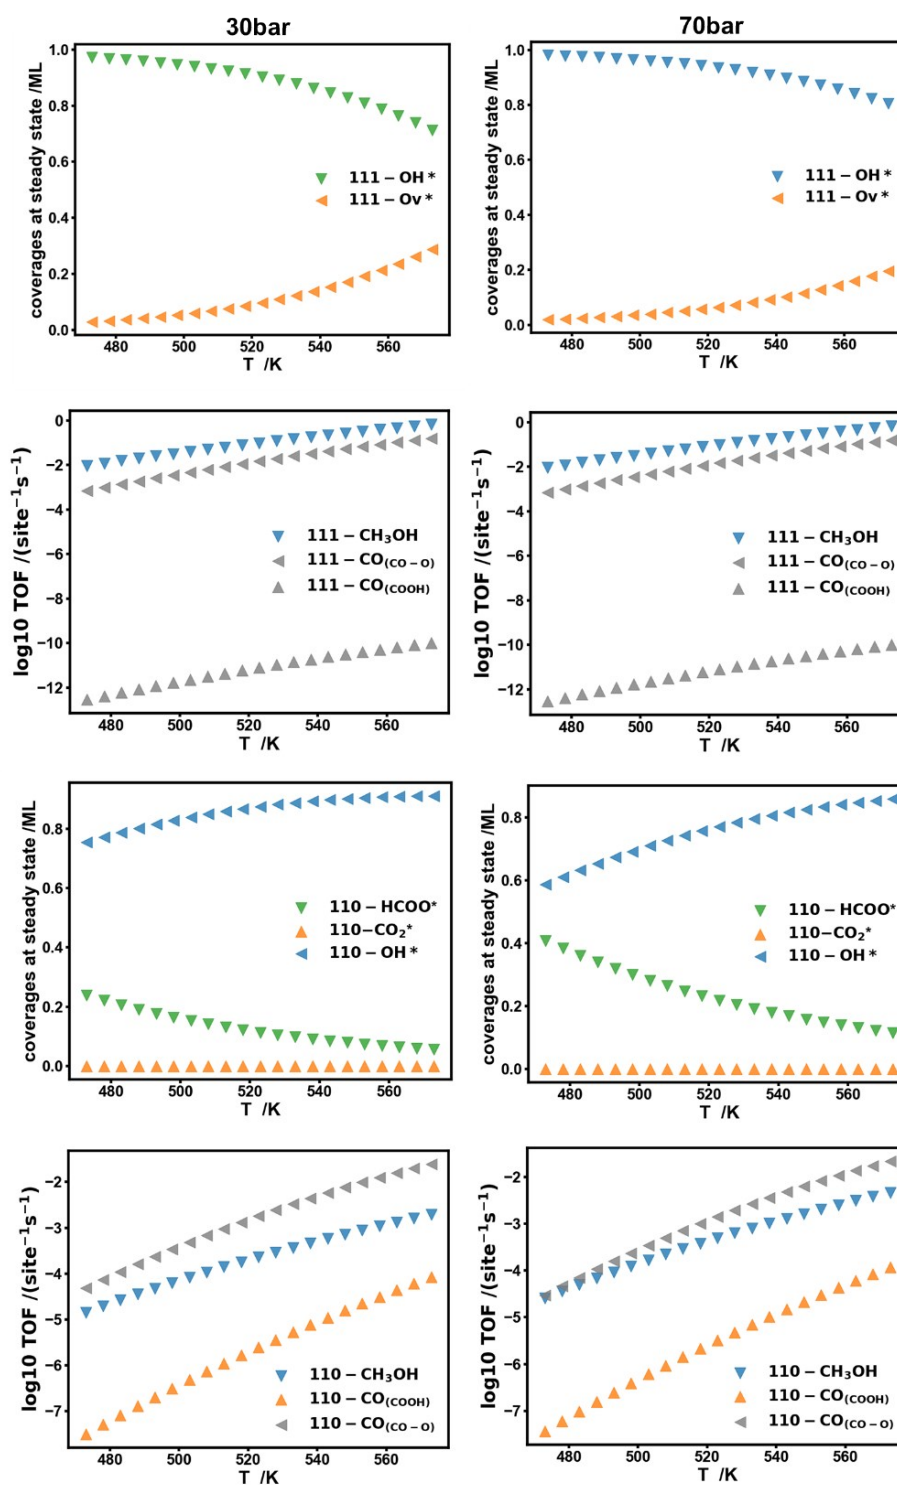 30bar
70bar
coverages at steady state /ML
1.0
0.8
0.6
0.4
0.2
0.0
111 − OH *
111 − Ov *
480 500 520 540 560
T /K
coverages at steady state /ML
1.0
0.8
0.6
0.4
0.2
0.0
111 − OH *
111 − Ov *
480 500 520 540 560
T /K
log10 TOF /(site⁻¹s⁻¹)
0
−2
−4
−6
−8
−10
−12
111 − CH₃OH
111 − CO(CO − O)
111 − CO(COOH)
480 500 520 540 560
T /K
log10 TOF /(site⁻¹s⁻¹)
0
−2
−4
−6
−8
−10
−12
111 − CH₃OH
111 − CO(CO − O)
111 − CO(COOH)
480 500 520 540 560
T /K
coverages at steady state /ML
0.8
0.6
0.4
0.2
0.0
110 − HCOO*
110−CO₂*
110 − OH *
480 500 520 540 560
T /K
coverages at steady state /ML
0.8
0.6
0.4
0.2
0.0
110 − HCOO*
110−CO₂*
110 − OH *
480 500 520 540 560
T /K
log10 TOF /(site⁻¹s⁻¹)
−2
−3
−4
−5
−6
−7
110 − CH₃OH
110 − CO(COOH)
110 − CO(CO − O)
480 500 520 540 560
T /K
log10 TOF /(site⁻¹s⁻¹)
−2
−3
−4
−5
−6
−7
110 − CH₃OH
110 − CO(COOH)
110 − CO(CO − O)
480 500 520 540 560
T /K